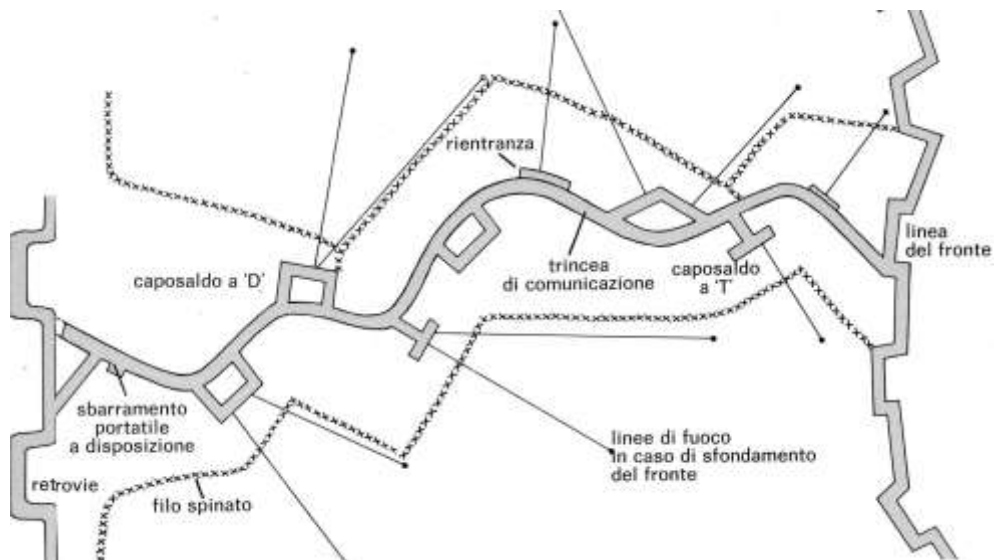 rientranza
linea
del fronte
caposaldo a 'D'
trincea
di comunicazione
caposaldo
a 'T'
sbarramento
portatile
a disposizione
linee di fuoco
in caso di sfondamento
del fronte
retrovie
filo spinato